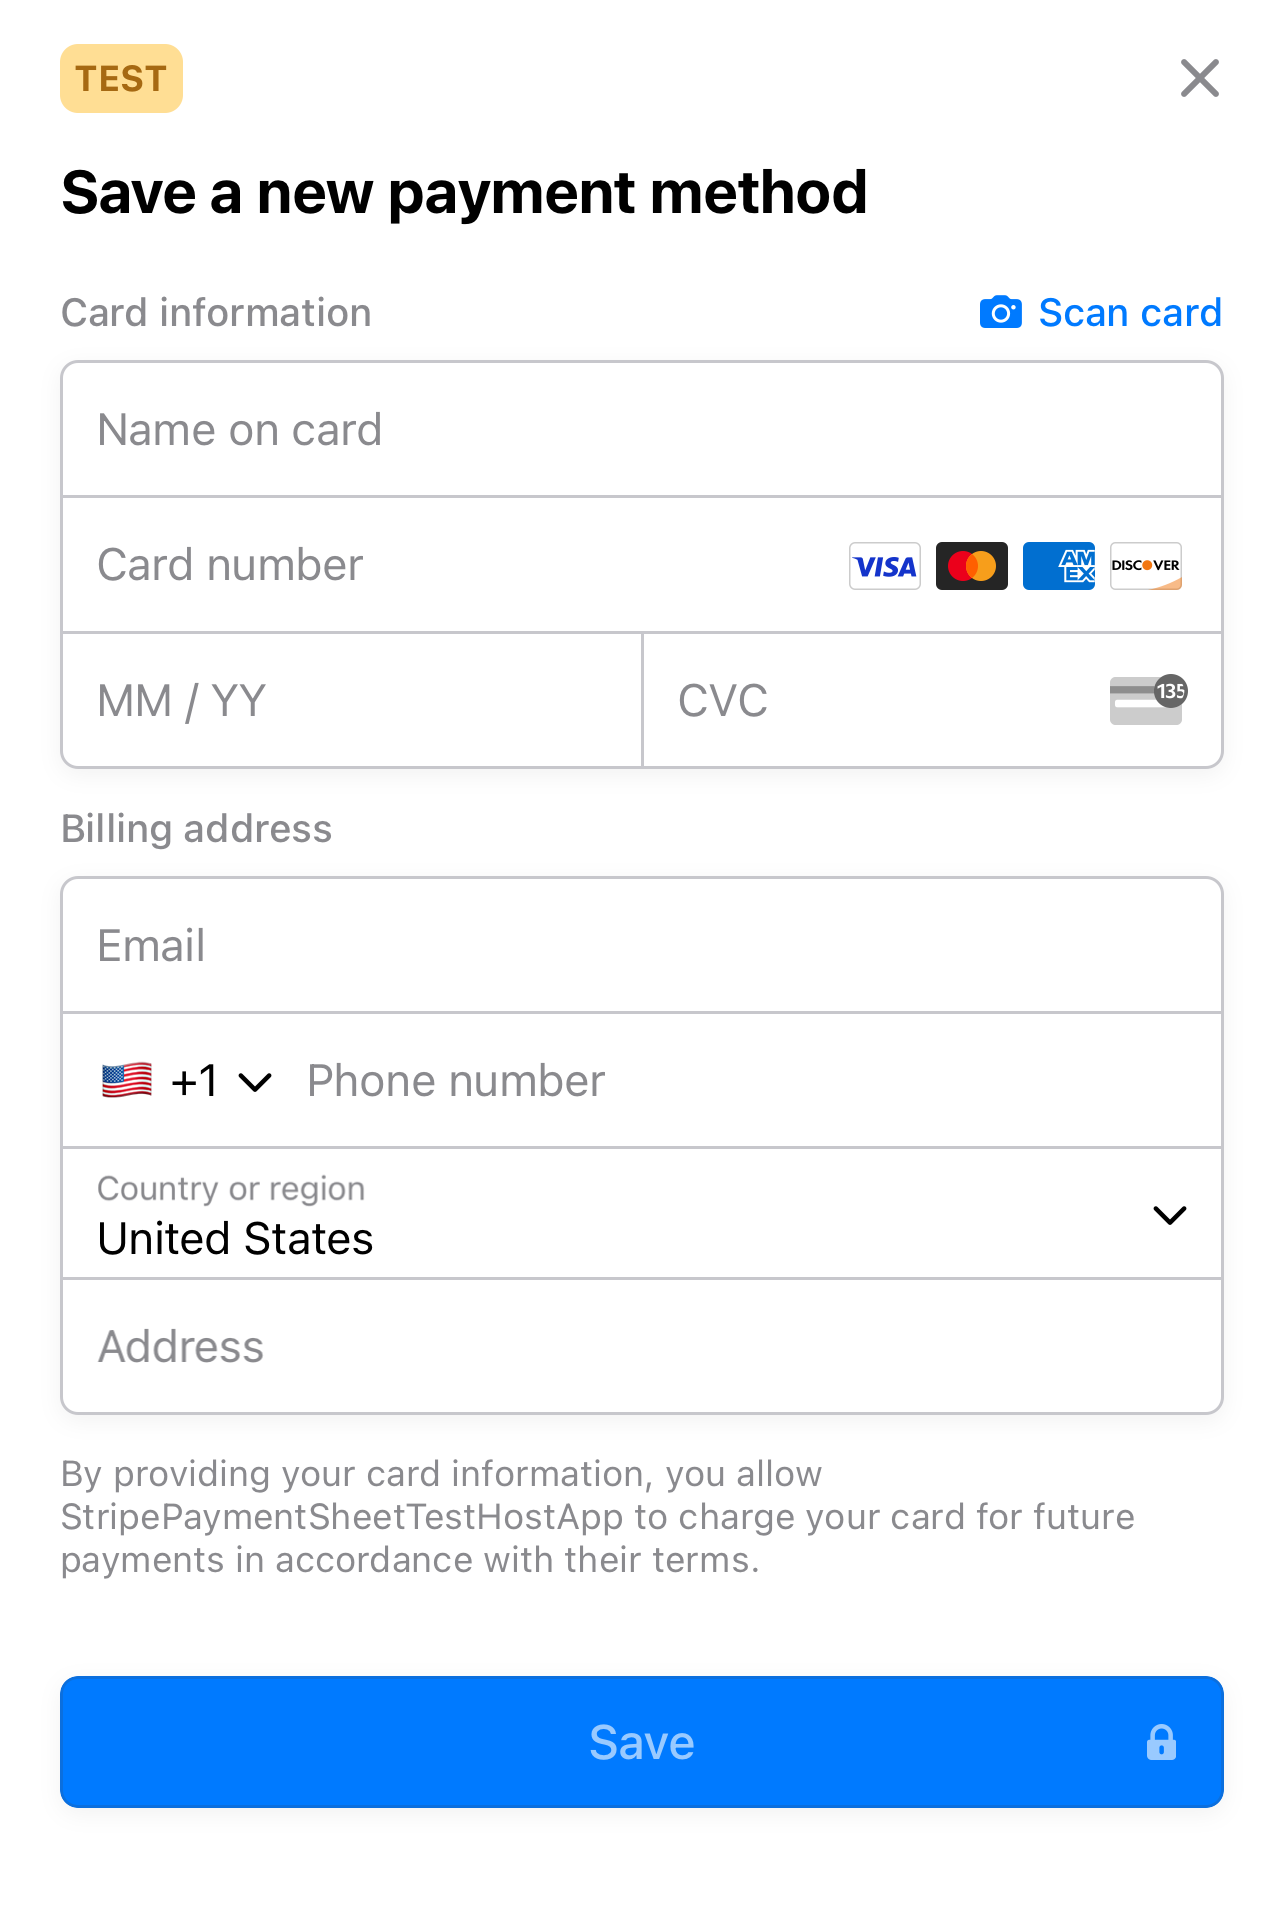 TEST
Save a new payment method
Card information
Scan card
Name on card
Card number
VISA
AM
EX
DISCOVER
MM / YY
CVC
135
Billing address
Email
+1
Phone number
Country or region
United States
Address
By providing your card information, you allow
StripePaymentSheetTestHostApp to charge your card for future
payments in accordance with their terms.
Save